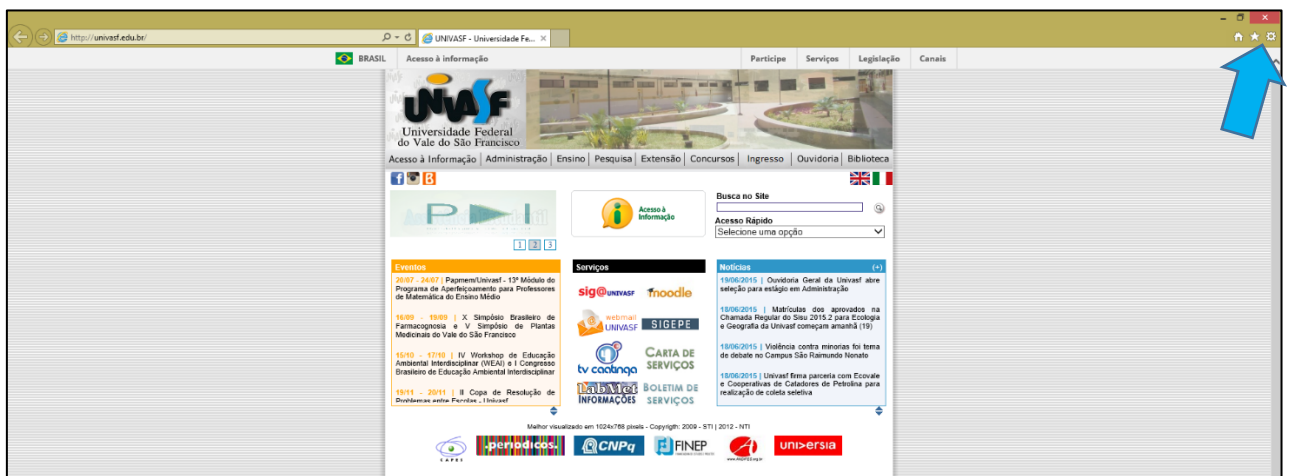 http://univasf.edu.br/
UNIVASF - Universidade Fe...
BRASIL Acesso à informação Participe Serviços Legislação Canais
UNIVASF
Universidade Federal
do Vale do São Francisco
Acesso à Informação | Administração | Ensino | Pesquisa | Extensão | Concursos | Ingresso | Ouvidoria | Biblioteca
P I
1 2 3
Acesso à
Informação
Busca no Site
Acesso Rápido
Selecione uma opção
Eventos
20/07 - 24/07 | Papmem/Univasf - 13º Módulo do
Programa de Aperfeiçoamento para Professores
de Matemática do Ensino Médio
16/09 - 19/09 | X Simpósio Brasileiro de
Farmacognosia e V Simpósio de Plantas
Medicinais do Vale do São Francisco
15/10 - 17/10 | IV Workshop de Educação
Ambiental Interdisciplinar (WEAI) e I Congresso
Brasileiro de Educação Ambiental Interdisciplinar
19/11 - 20/11 | II Copa de Resolução de
Problemas entre Escolas - Univasf
Serviços
sig@UNIVASF moodle
webmail
UNIVASF
SIGEPE
tv caatinga
CARTA DE
SERVIÇOS
LabMet
INFORMAÇÕES
BOLETIM DE
SERVIÇOS
Notícias (+)
19/06/2015 | Ouvidoria Geral da Univasf abre
seleção para estágio em Administração
18/06/2015 | Matrículas dos aprovados na
Chamada Regular do Sisu 2015.2 para Ecologia
e Geografia da Univasf começam amanhã (19)
18/06/2015 | Violência contra minorias foi tema
de debate no Campus São Raimundo Nonato
18/06/2015 | Univasf firma parceria com Ecovale
e Cooperativas de Catadores de Petrolina para
realização de coleta seletiva
Melhor visualizado em 1024x768 pixels - Copyrigth: 2009 - STI | 2012 - NTI
CAPES
.periodicos.
CNPq
FINEP
universia